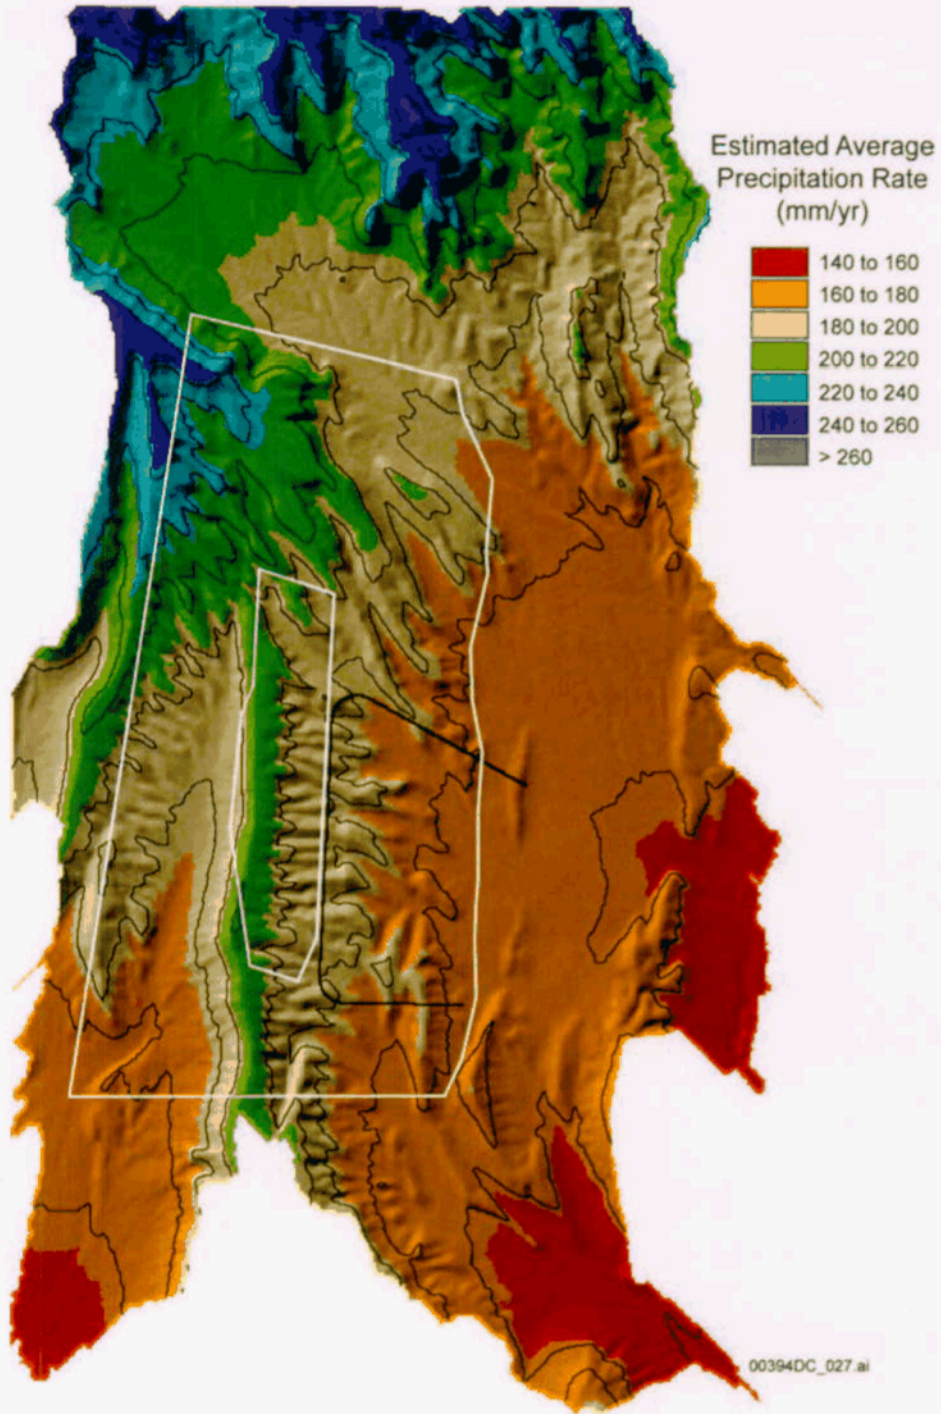 Estimated Average
Precipitation Rate
(mm/yr)
140 to 160
160 to 180
180 to 200
200 to 220
220 to 240
240 to 260
> 260
00394DC_027.ai